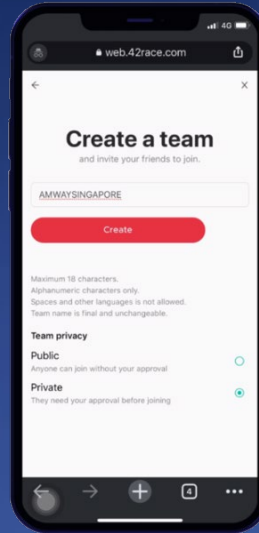 4G
web.42race.com
Create a team
and invite your friends to join.
AMWAYSINGAPORE
Create
Maximum 18 characters.
Alphanumeric characters only.
Spaces and other languages is not allowed.
Team name is final and unchangeable.
Team privacy
Public
Anyone can join without your approval
Private
They need your approval before joining
4